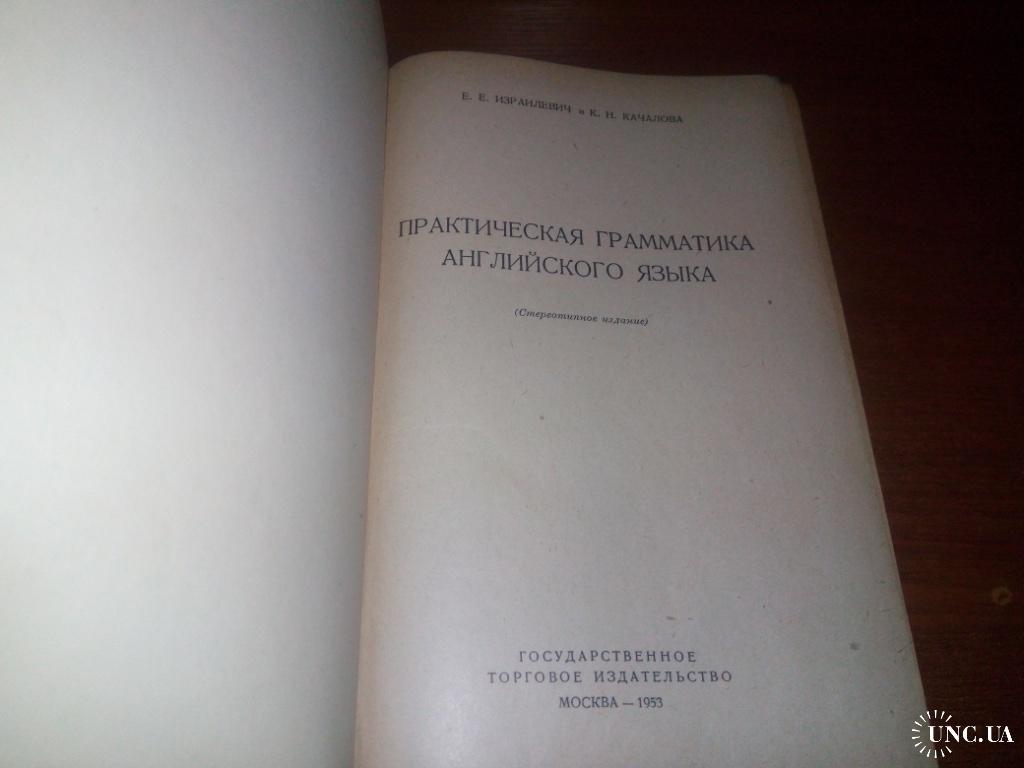 Е. Е. ИЗРАИЛЕВИЧ и К. Н. КАЧАЛОВА
ПРАКТИЧЕСКАЯ ГРАММАТИКА
АНГЛИЙСКОГО ЯЗЫКА
(Стереотипное издание)
ГОСУДАРСТВЕННОЕ
ТОРГОВОЕ ИЗДАТЕЛЬСТВО
МОСКВА — 1953
UNC.UA